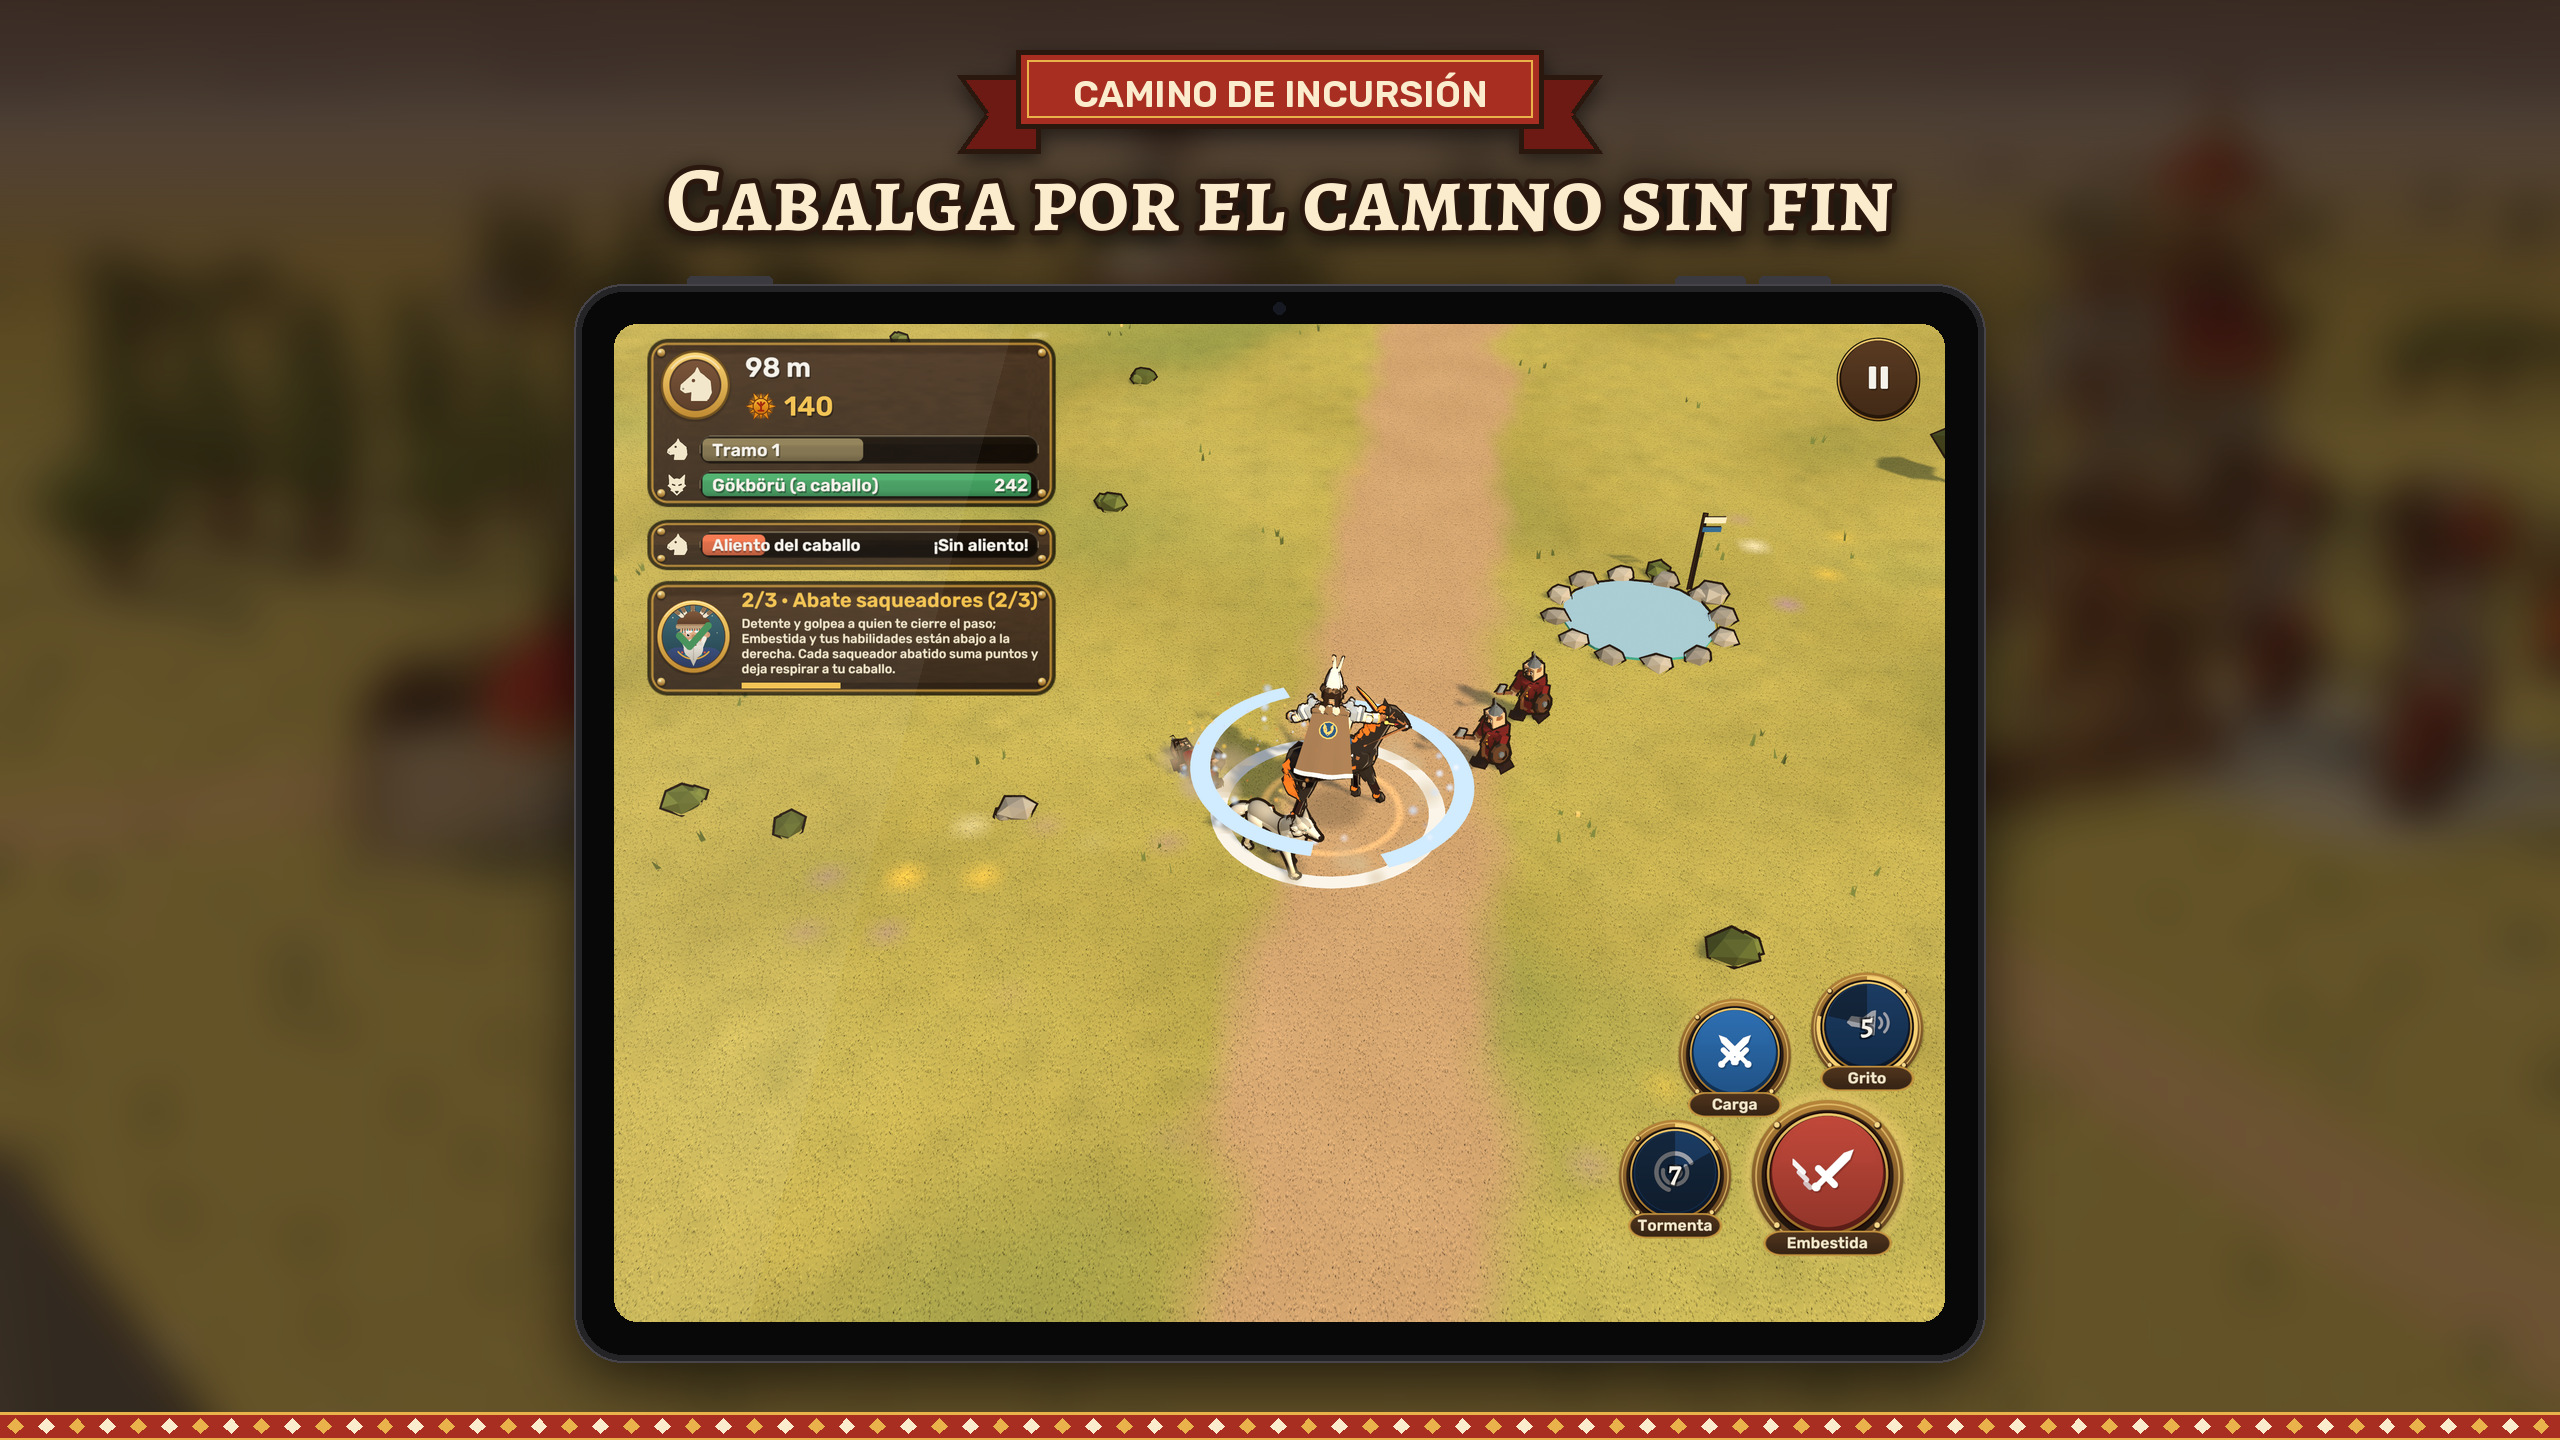 CAMINO DE INCURSIÓN
CABALGA POR EL CAMINO SIN FIN
98 m
140
Tramo 1
Gökbörü (a caballo) 242
Aliento del caballo ¡Sin aliento!
2/3 · Abate saqueadores (2/3)
Detente y golpea a quien te cierre el paso;
Embestida y tus habilidades están abajo a la
derecha. Cada saqueador abatido suma puntos y
deja respirar a tu caballo.
5
Grito
Carga
7
Tormenta
Embestida